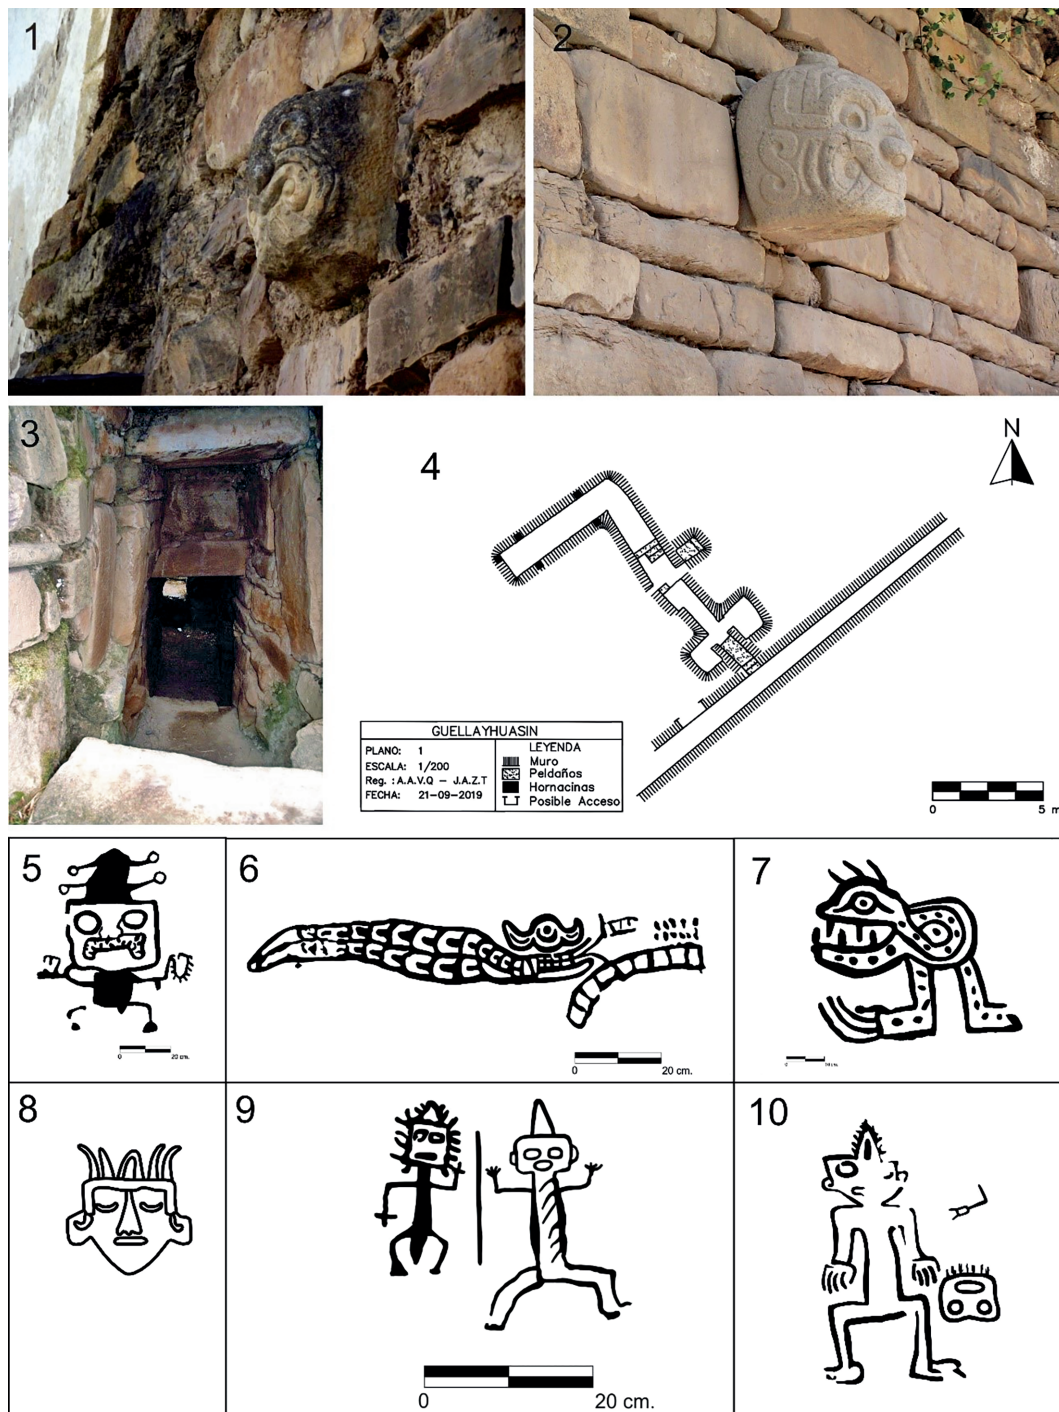 1
2
3
4
N
GUELLAYHUASIN
PLANO: 1
ESCALA: 1/200
Reg. : A.A.V.Q – J.A.Z.T
FECHA: 21-09-2019
LEYENDA
Muro
Peldaños
Hornacinas
Posible Acceso
0 5 m
5
0 20 cm.
6
0 20 cm.
7
8
9
0 20 cm.
10